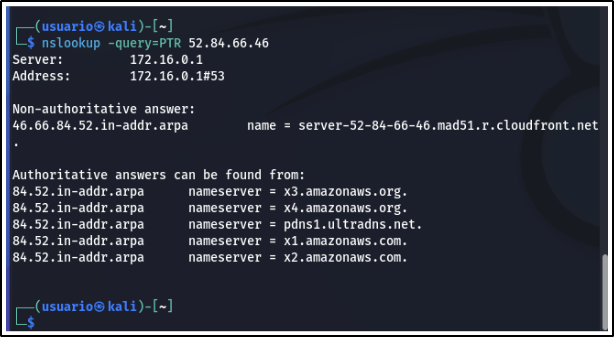 ┌──(usuario㉿kali)-[~]
└─$ nslookup -query=PTR 52.84.66.46
Server:         172.16.0.1
Address:        172.16.0.1#53

Non-authoritative answer:
46.66.84.52.in-addr.arpa        name = server-52-84-66-46.mad51.r.cloudfront.net
.

Authoritative answers can be found from:
84.52.in-addr.arpa      nameserver = x3.amazonaws.org.
84.52.in-addr.arpa      nameserver = x4.amazonaws.org.
84.52.in-addr.arpa      nameserver = pdns1.ultradns.net.
84.52.in-addr.arpa      nameserver = x1.amazonaws.com.
84.52.in-addr.arpa      nameserver = x2.amazonaws.com.

┌──(usuario㉿kali)-[~]
└─$